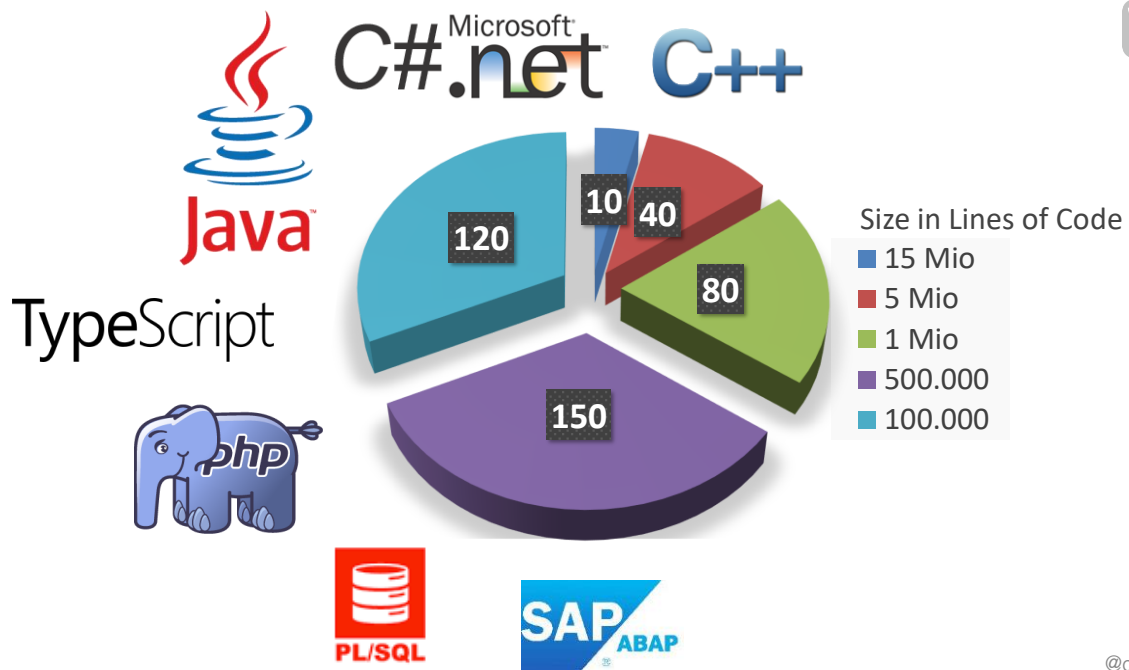 Microsoft
C# .net
C++
Java
TypeScript
php
PL/SQL
SAP
ABAP
10
40
80
120
150
Size in Lines of Code
15 Mio
5 Mio
1 Mio
500.000
100.000